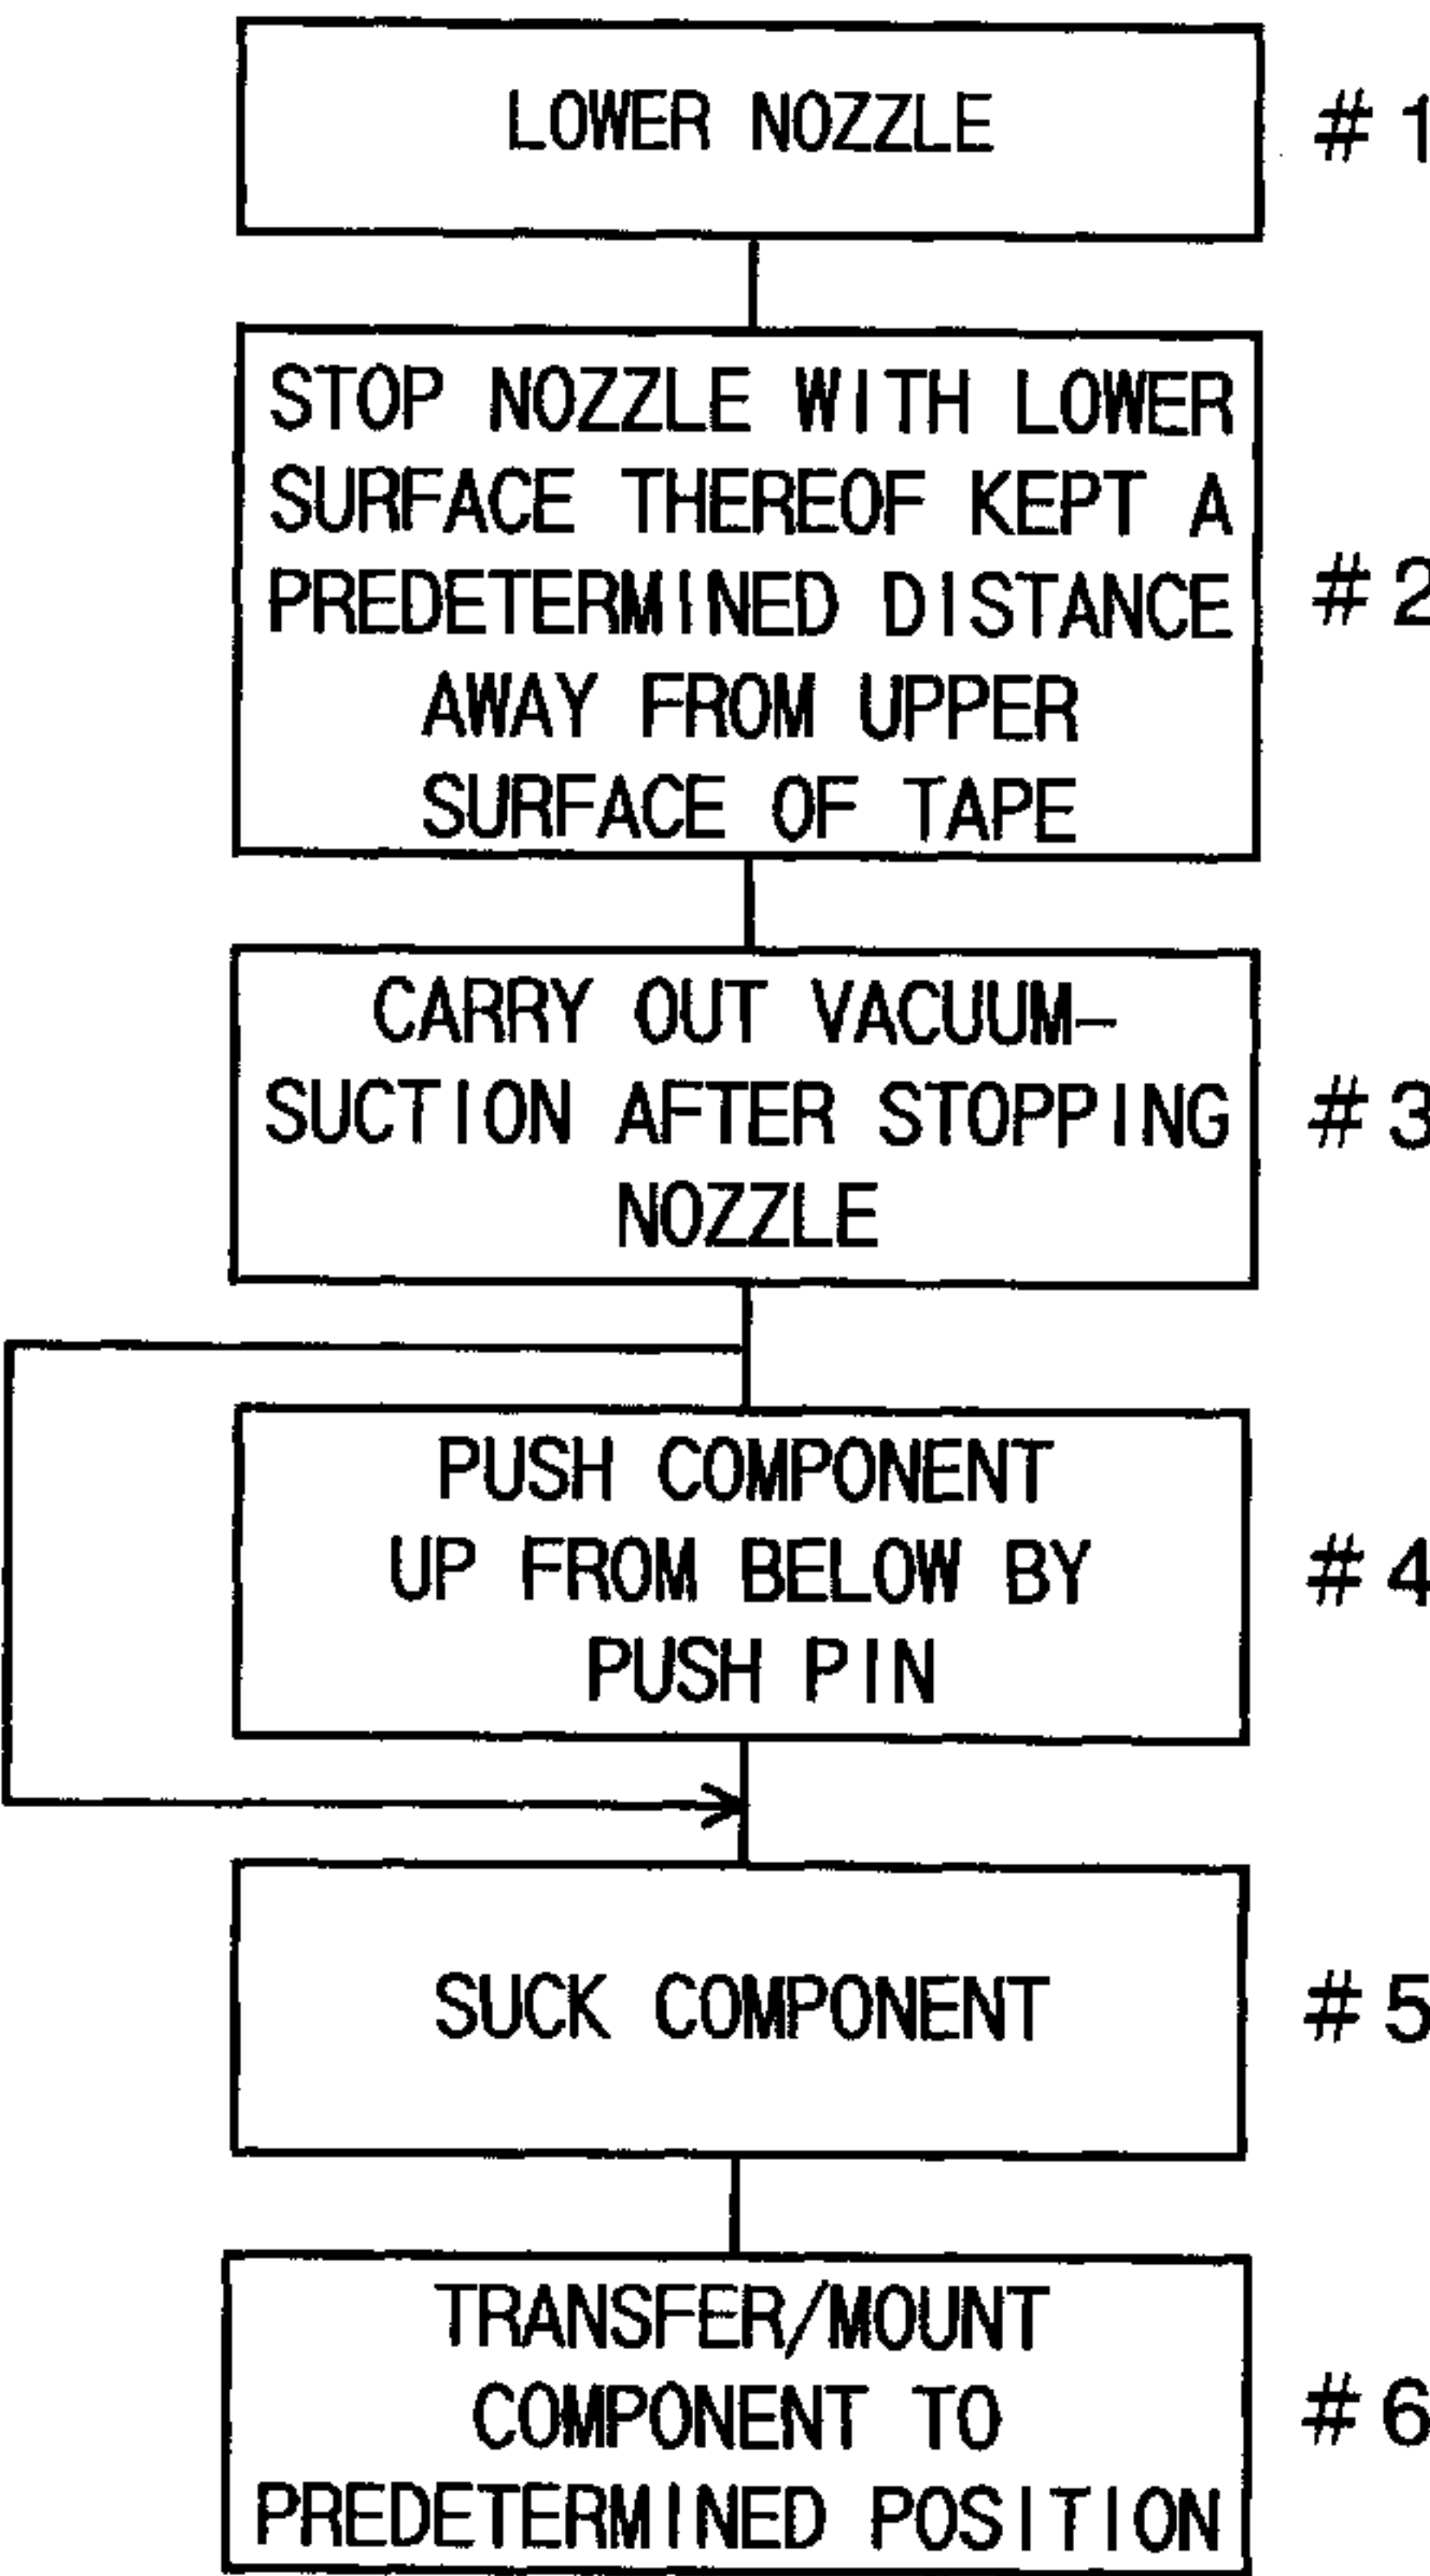 LOWER NOZZLE
#1
STOP NOZZLE WITH LOWER
SURFACE THEREOF KEPT A
PREDETERMINED DISTANCE
AWAY FROM UPPER
SURFACE OF TAPE
#2
CARRY OUT VACUUM-
SUCTION AFTER STOPPING
NOZZLE
#3
PUSH COMPONENT
UP FROM BELOW BY
PUSH PIN
#4
SUCK COMPONENT
#5
TRANSFER/MOUNT
COMPONENT TO
PREDETERMINED POSITION
#6